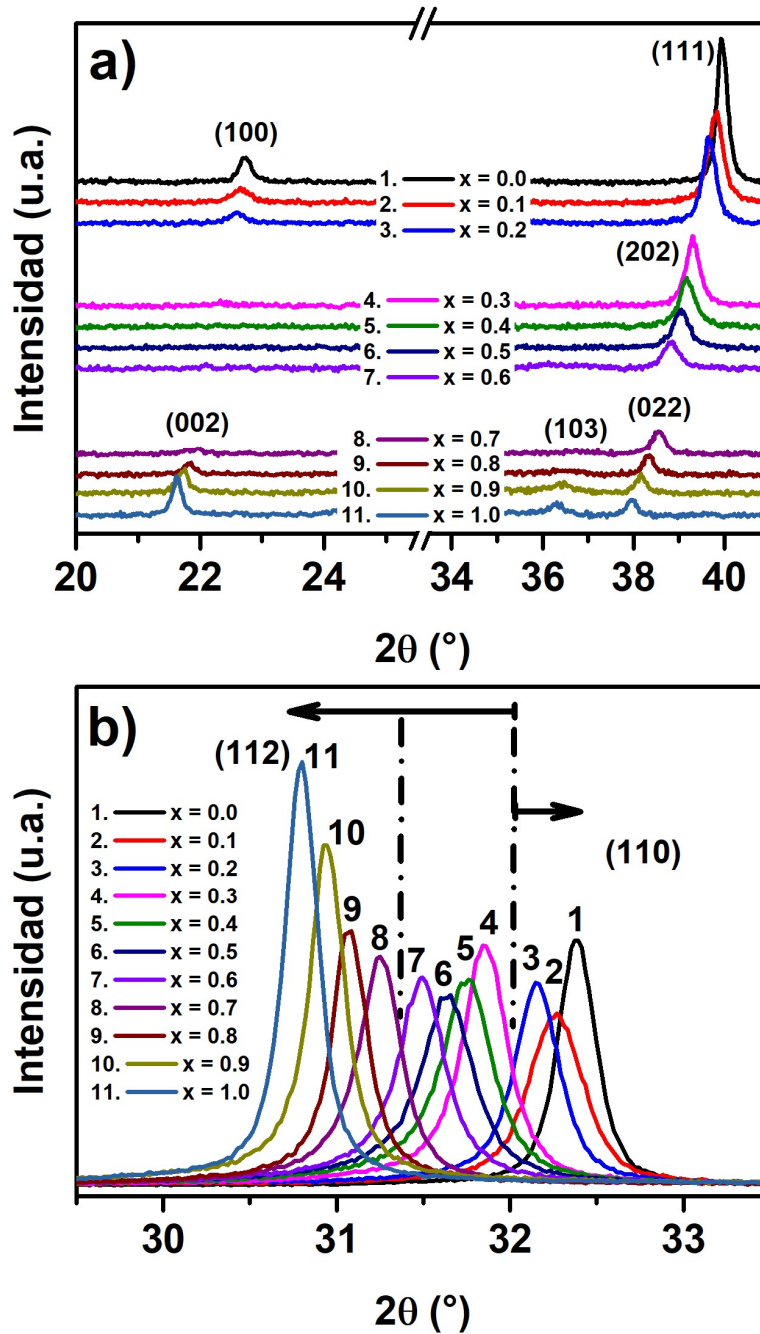 a)
(111)
(100)
1. x = 0.0
2. x = 0.1
3. x = 0.2
(202)
4. x = 0.3
5. x = 0.4
6. x = 0.5
7. x = 0.6
(002)
(103)
(022)
8. x = 0.7
9. x = 0.8
10. x = 0.9
11. x = 1.0
Intensidad (u.a.)
20 22 24 34 36 38 40
2θ (°)
b)
(112) 11
1. x = 0.0
2. x = 0.1
3. x = 0.2
4. x = 0.3
5. x = 0.4
6. x = 0.5
7. x = 0.6
8. x = 0.7
9. x = 0.8
10. x = 0.9
11. x = 1.0
10
9
8
7
6
5
4
3
2
1
(110)
Intensidad (u.a.)
30 31 32 33
2θ (°)